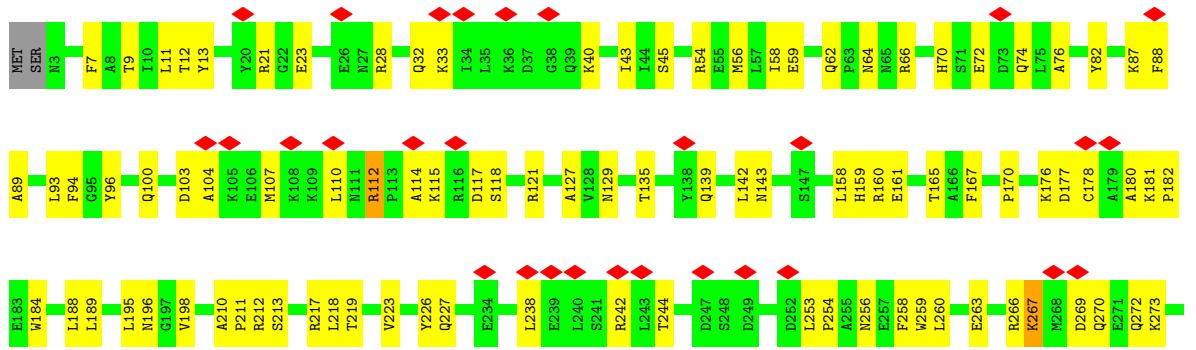 MET SER N3 F7 A8 T9 I10 L11 T12 Y13 Y20 R21 G22 E23 E26 N27 R28 Q32 K33 I34 L35 K36 D37 G38 Q39 K40 I43 I44 S45 R54 E55 M56 L57 I58 E59 Q62 P63 N64 N65 R66 H70 S71 E72 D73 Q74 L75 A76 Y82 K87 F88
A89 L93 F94 G95 Y96 Q100 D103 A104 K105 E106 M107 K108 K109 L110 N111 R112 P113 A114 K115 R116 D117 S118 R121 A127 V128 N129 T135 Y138 Q139 L142 N143 S147 L158 H159 R160 E161 T165 A166 F167 P170 K176 D177 C178 A179 A180 K181 P182
E183 W184 L188 L189 L195 N196 G197 V198 A210 P211 R212 S213 R217 L218 T219 V223 Y226 Q227 E234 L238 E239 L240 S241 R242 L243 T244 D247 S248 D249 D252 L253 P254 A255 N256 E257 F258 W259 L260 E263 R266 K267 M268 D269 Q270 E271 Q272 K273